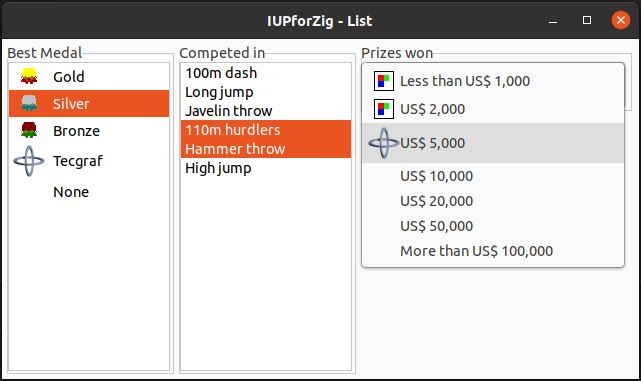 IUPforZig - List
Best Medal
Gold
Silver
Bronze
Tecgraf
None
Competed in
100m dash
Long jump
Javelin throw
110m hurdlers
Hammer throw
High jump
Prizes won
Less than US$ 1,000
US$ 2,000
US$ 5,000
US$ 10,000
US$ 20,000
US$ 50,000
More than US$ 100,000